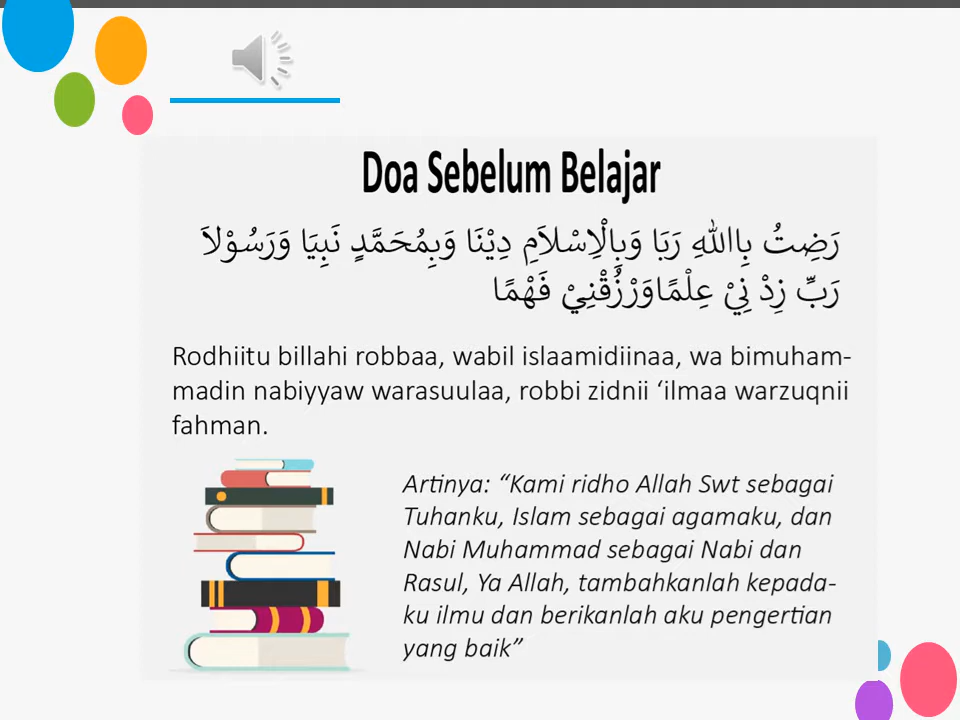 Doa Sebelum Belajar
رَضِتُ بِااللهِ رَبَا وَبِالْاِسْلاَمِ دِيْنَا وَبِمُحَمَّدٍ نَبِيَا وَرَسُوْلاَ
رَبِّ زِدْ نِيْ عِلْمًاوَرْزُقْنِيْ فَهْمًا
Rodhiitu billahi robbaa, wabil islaamidiinaa, wa bimuham-
madin nabiyyaw warasuulaa, robbi zidnii ‘ilmaa warzuqnii
fahman.
Artinya: “Kami ridho Allah Swt sebagai
Tuhanku, Islam sebagai agamaku, dan
Nabi Muhammad sebagai Nabi dan
Rasul, Ya Allah, tambahkanlah kepada-
ku ilmu dan berikanlah aku pengertian
yang baik”